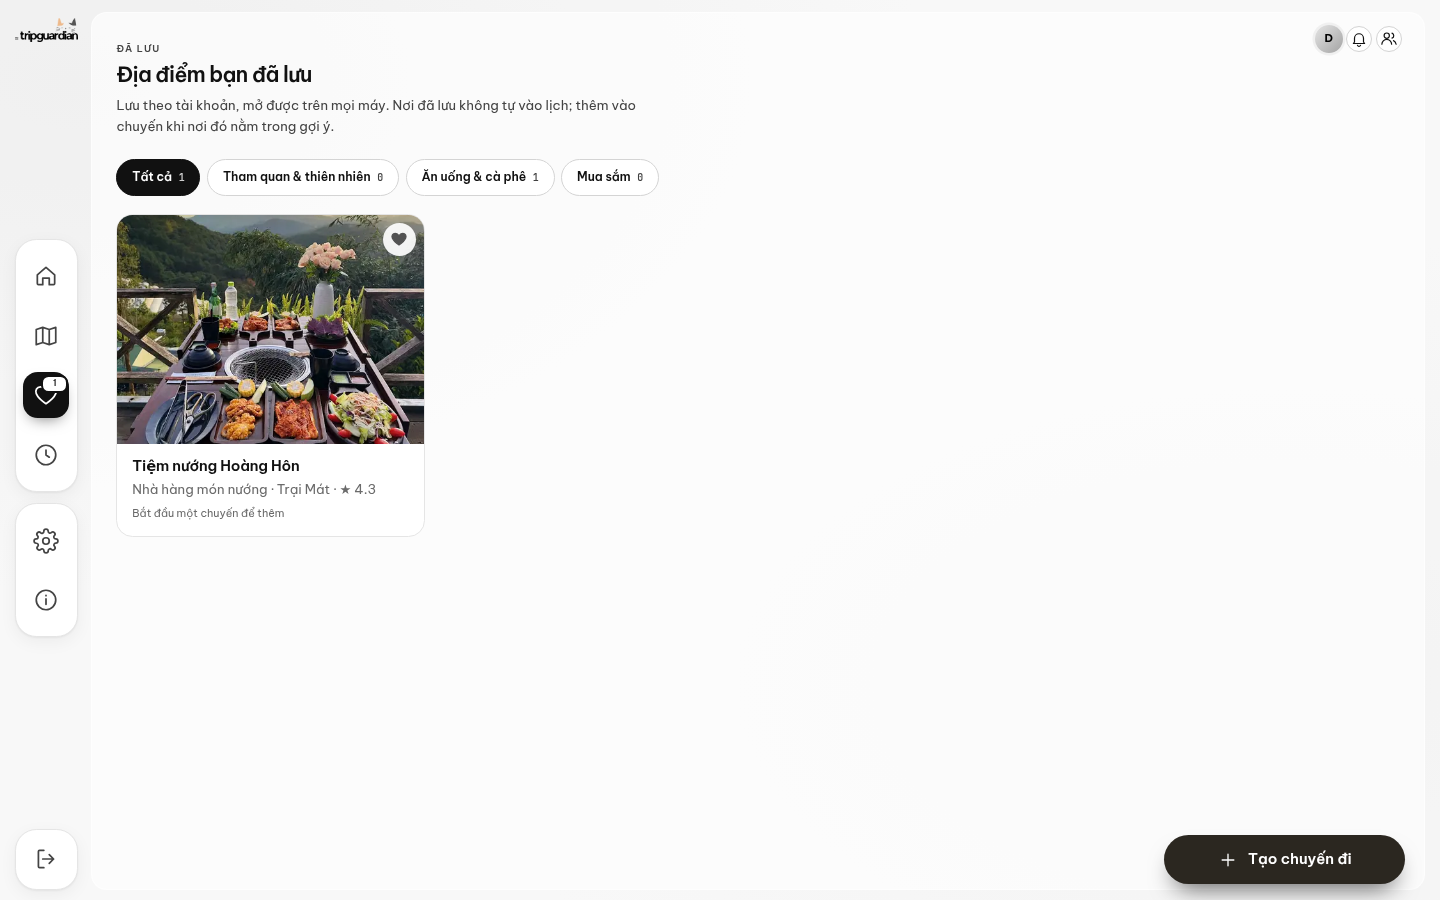 tripguardian
D
ĐÃ LƯU
Địa điểm bạn đã lưu
Lưu theo tài khoản, mở được trên mọi máy. Nơi đã lưu không tự vào lịch; thêm vào
chuyến khi nơi đó nằm trong gợi ý.
Tất cả 1
Tham quan & thiên nhiên 0
Ăn uống & cà phê 1
Mua sắm 0
1
Tiệm nướng Hoàng Hôn
Nhà hàng món nướng · Trại Mát · ★ 4.3
Bắt đầu một chuyến để thêm
Tạo chuyến đi